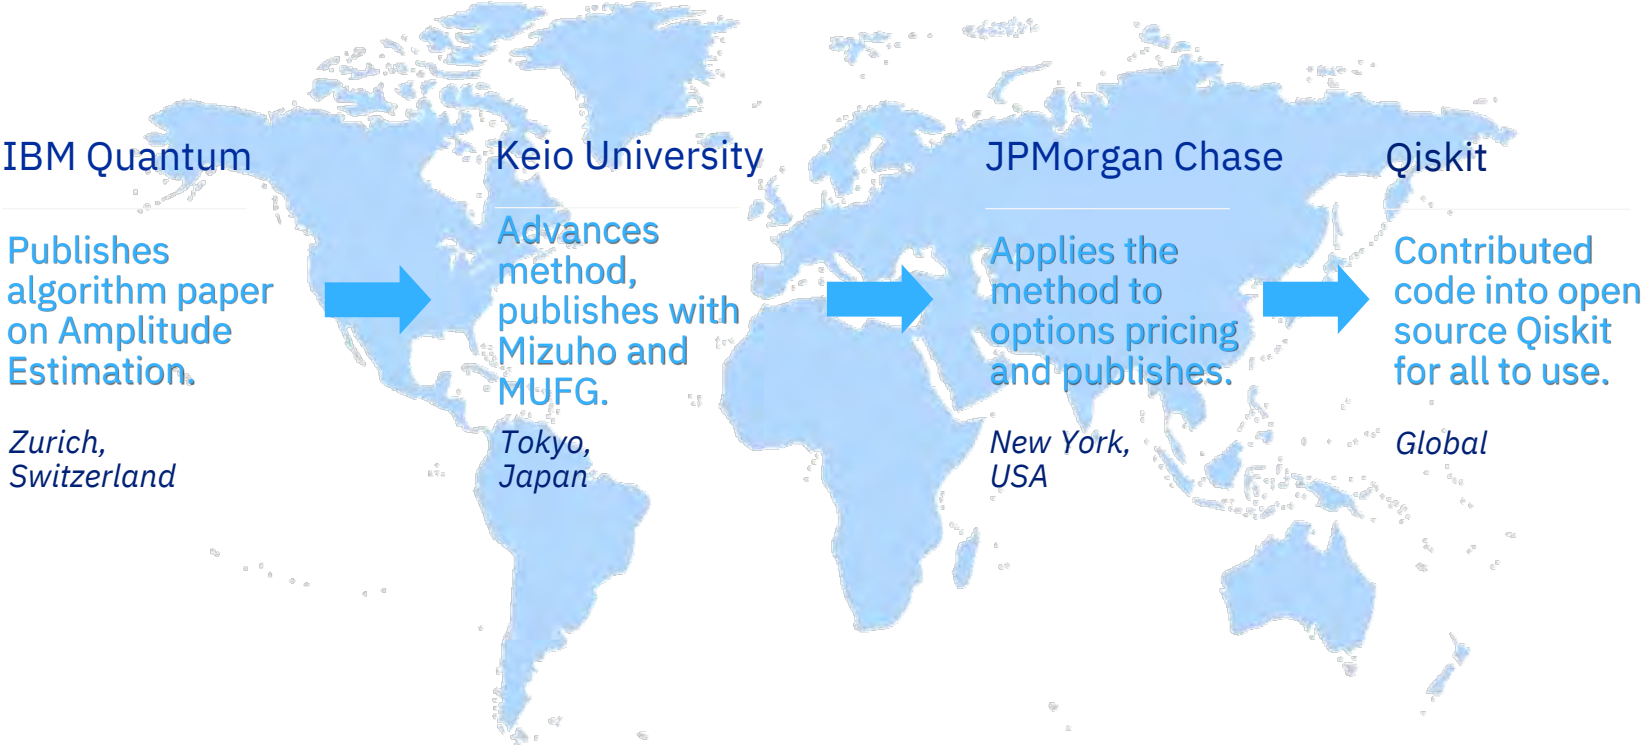 IBM Quantum
Publishes
algorithm paper
on Amplitude
Estimation.
Zurich,
Switzerland
Keio University
Advances
method,
publishes with
Mizuho and
MUFG.
Tokyo,
Japan
JPMorgan Chase
Applies the
method to
options pricing
and publishes.
New York,
USA
Qiskit
Contributed
code into open
source Qiskit
for all to use.
Global